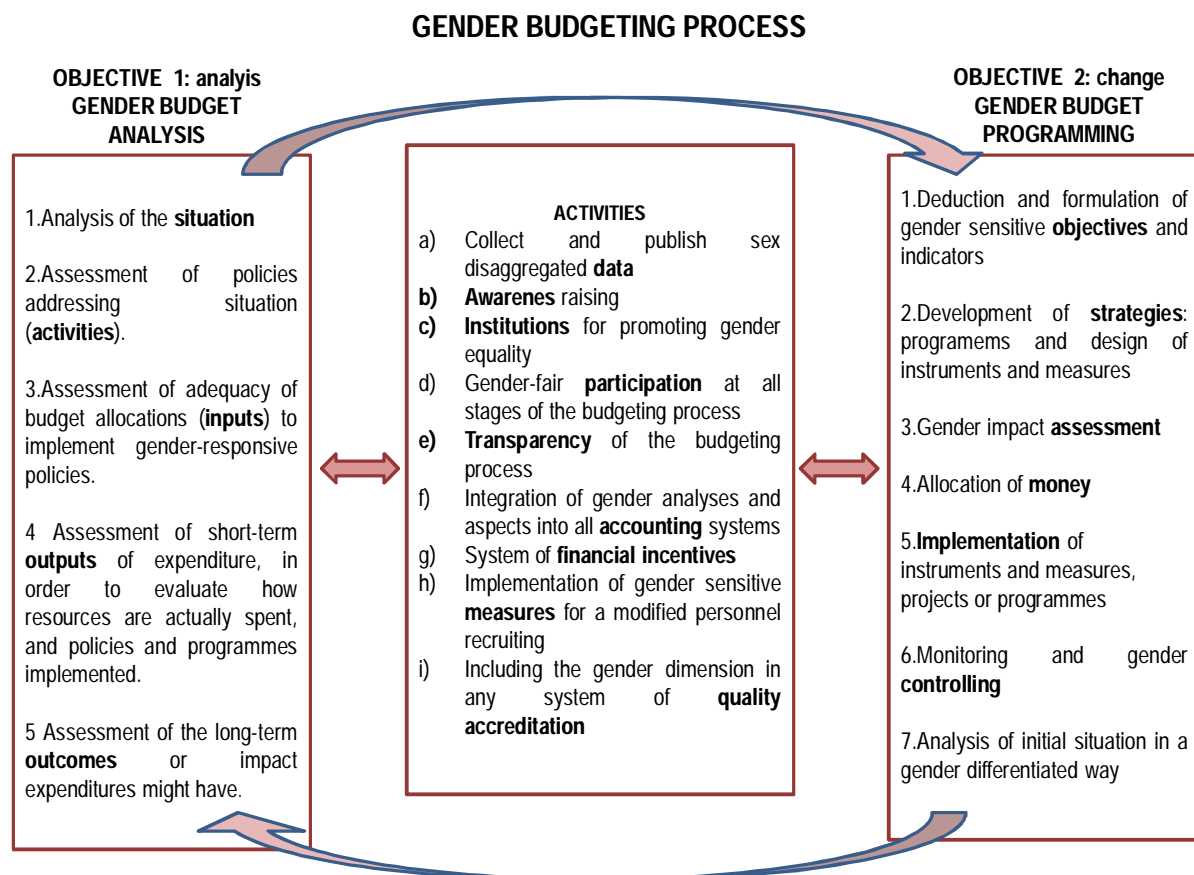 GENDER BUDGETING PROCESS
OBJECTIVE 1: analyis
GENDER BUDGET
ANALYSIS
1.Analysis of the situation
2.Assessment of policies
addressing situation
(activities).
3.Assessment of adequacy of
budget allocations (inputs) to
implement gender-responsive
policies.
4 Assessment of short-term
outputs of expenditure, in
order to evaluate how
resources are actually spent,
and policies and programmes
implemented.
5 Assessment of the long-term
outcomes or impact
expenditures might have.
ACTIVITIES
a) Collect and publish sex
disaggregated data
b) Awarenes raising
c) Institutions for promoting gender
equality
d) Gender-fair participation at all
stages of the budgeting process
e) Transparency of the budgeting
process
f) Integration of gender analyses and
aspects into all accounting systems
g) System of financial incentives
h) Implementation of gender sensitive
measures for a modified personnel
recruiting
i) Including the gender dimension in
any system of quality
accreditation
OBJECTIVE 2: change
GENDER BUDGET
PROGRAMMING
1.Deduction and formulation of
gender sensitive objectives and
indicators
2.Development of strategies:
programems and design of
instruments and measures
3.Gender impact assessment
4.Allocation of money
5.Implementation of
instruments and measures,
projects or programmes
6.Monitoring and gender
controlling
7.Analysis of initial situation in a
gender differentiated way